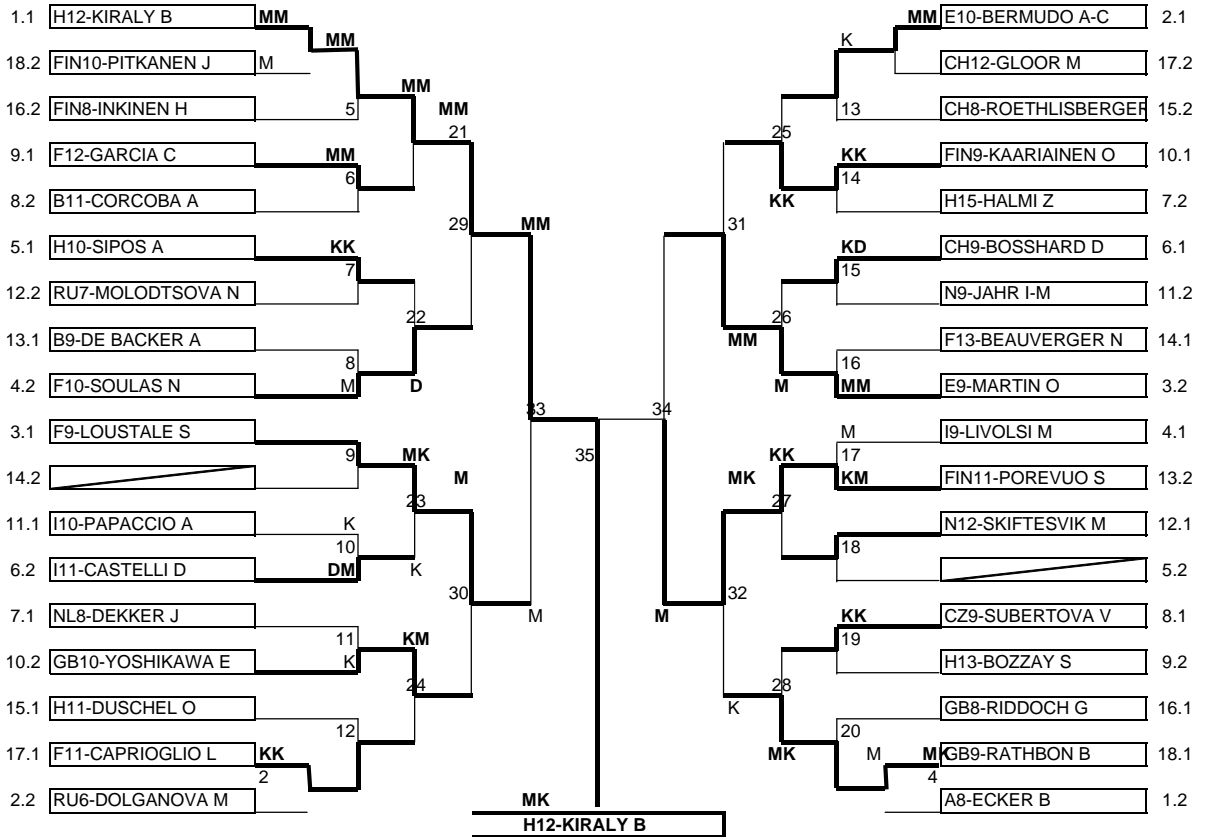 1.1 H12-KIRALY B MM MM E10-BERMUDO A-C 2.1
MM K
18.2 FIN10-PITKANEN J M CH12-GLOOR M 17.2
MM
16.2 FIN8-INKINEN H 5 MM 13 CH8-ROETHLISBERGER 15.2
21 25
9.1 F12-GARCIA C MM KK FIN9-KAARIAINEN O 10.1
6 14
8.2 B11-CORCOBA A KK H15-HALMI Z 7.2
29 MM 31
5.1 H10-SIPOS A KK KD CH9-BOSSHARD D 6.1
7 15
12.2 RU7-MOLODTSOVA N N9-JAHR I-M 11.2
22 26
13.1 B9-DE BACKER A MM F13-BEAUVERGER N 14.1
8 16
4.2 F10-SOULAS N M D M MM E9-MARTIN O 3.2
33 34
3.1 F9-LOUSTALE S M I9-LIVOLSI M 4.1
9 MK 35 KK 17
14.2 M MK KM FIN11-POREVUO S 13.2
23 27
11.1 I10-PAPACCIO A K N12-SKIFTESVIK M 12.1
10 18
6.2 I11-CASTELLI D DM K 5.2
30 32
7.1 NL8-DEKKER J M M KK CZ9-SUBERTOVA V 8.1
11 KM 19
10.2 GB10-YOSHIKAWA E K H13-BOZZAY S 9.2
24 28
15.1 H11-DUSCHEL O K GB8-RIDDOCH G 16.1
12 20
17.1 F11-CAPRIOGLIO L KK MK M MK GB9-RATHBON B 18.1
2 4
2.2 RU6-DOLGANOVA M MK A8-ECKER B 1.2
H12-KIRALY B